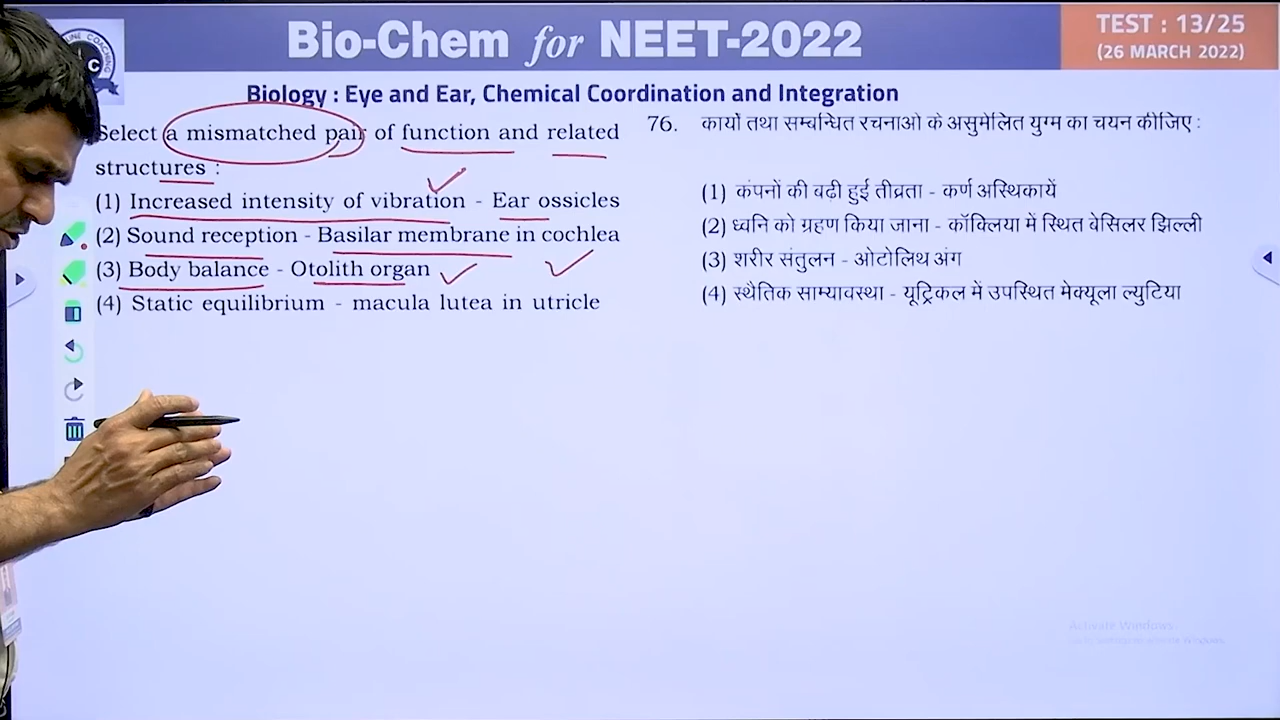 Bio-Chem for NEET-2022
TEST : 13/25
(26 MARCH 2022)
Biology : Eye and Ear, Chemical Coordination and Integration
Select a mismatched pair of function and related
structures :
(1) Increased intensity of vibration - Ear ossicles
(2) Sound reception - Basilar membrane in cochlea
(3) Body balance - Otolith organ
(4) Static equilibrium - macula lutea in utricle
76. कार्यो तथा सम्बन्धित रचनाओ के असुमेलित युग्म का चयन कीजिए :
(1) कंपनों की बढ़ी हुई तीव्रता - कर्ण अस्थिकायें
(2) ध्वनि को ग्रहण किया जाना - कॉक्लिया में स्थित बेसिलर झिल्ली
(3) शरीर संतुलन - ओटोलिथ अंग
(4) स्थैतिक साम्यावस्था - यूट्रिकल में उपस्थित मेक्यूला ल्युटिया
Activate Windows